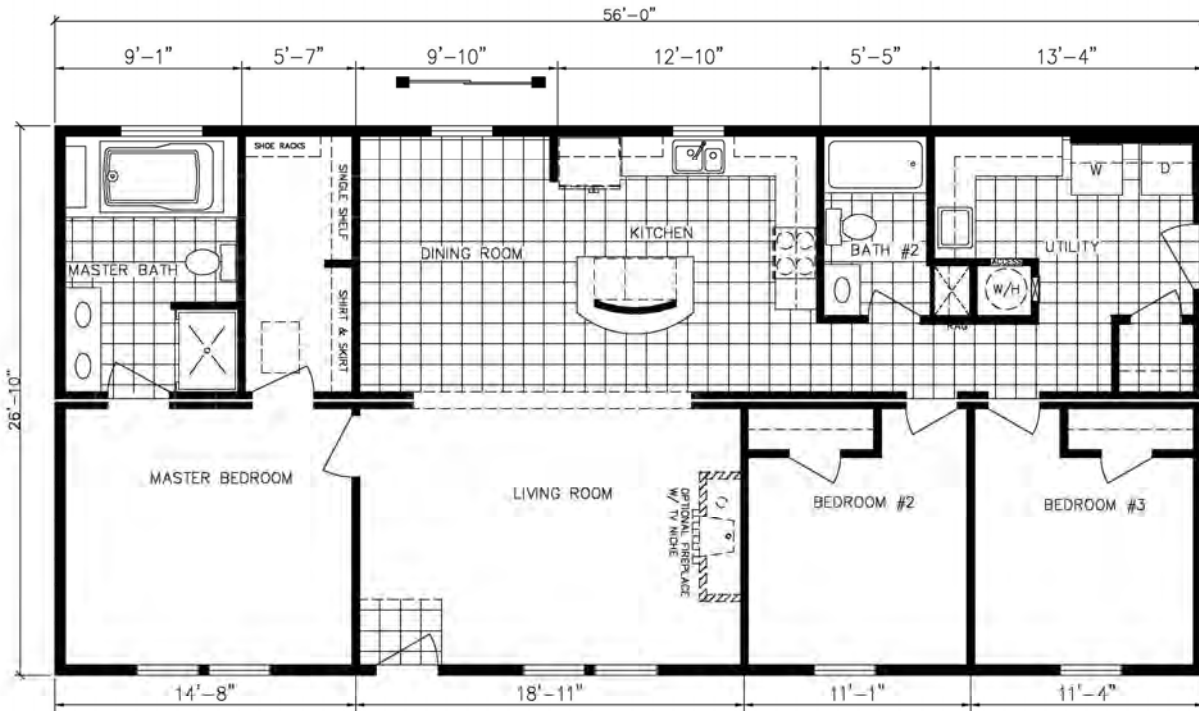 56'-0"
9'-1" 5'-7" 9'-10" 12'-10" 5'-5" 13'-4"
26'-10"
SHOE RACKS
SINGLE SHELF
SHIRT & SKIRT
MASTER BATH
DINING ROOM
KITCHEN
BATH #2
W
D
UTILITY
ACCESS
W/H
RAG
MASTER BEDROOM
LIVING ROOM
OPTIONAL FIREPLACE
W/ TV NICHE
BEDROOM #2
BEDROOM #3
14'-8" 18'-11" 11'-1" 11'-4"